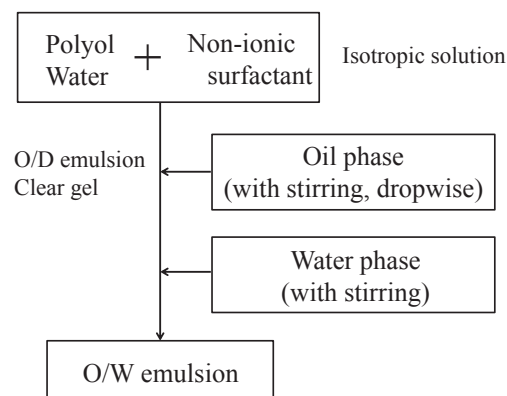 Polyol + Non-ionic
Water surfactant
Isotropic solution
O/D emulsion
Clear gel
Oil phase
(with stirring, dropwise)
Water phase
(with stirring)
O/W emulsion